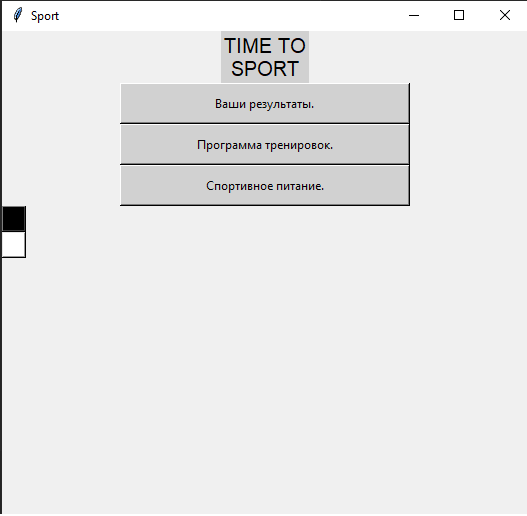 Sport
TIME TO
SPORT
Ваши результаты.
Программа тренировок.
Спортивное питание.